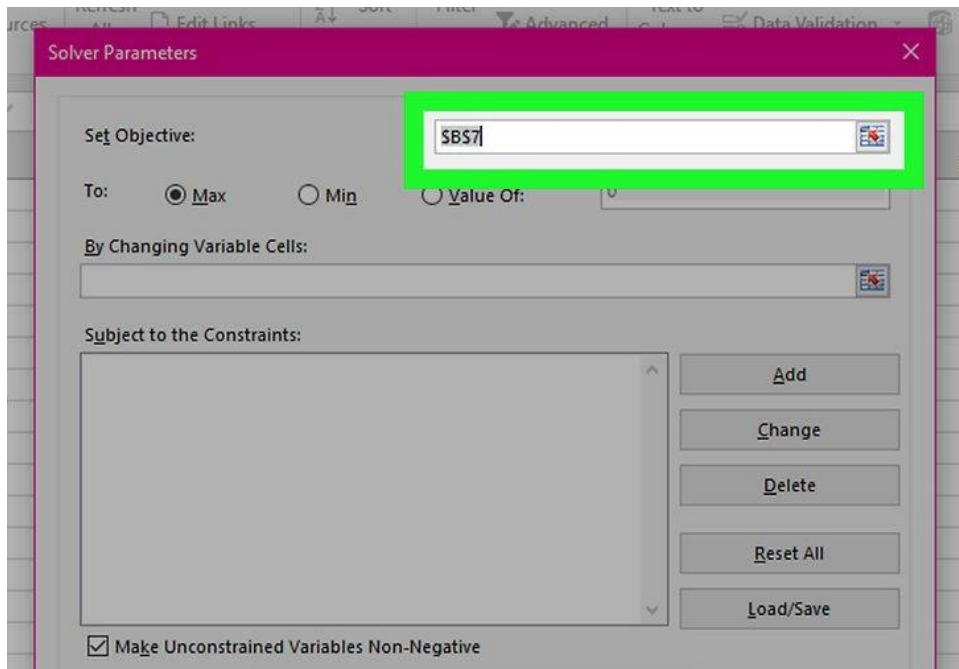 Edit Links
Advanced
Data Validation
Solver Parameters
Set Objective:
$B$7
To:
Max
Min
Value Of:
0
By Changing Variable Cells:
Subject to the Constraints:
Add
Change
Delete
Reset All
Load/Save
Make Unconstrained Variables Non-Negative